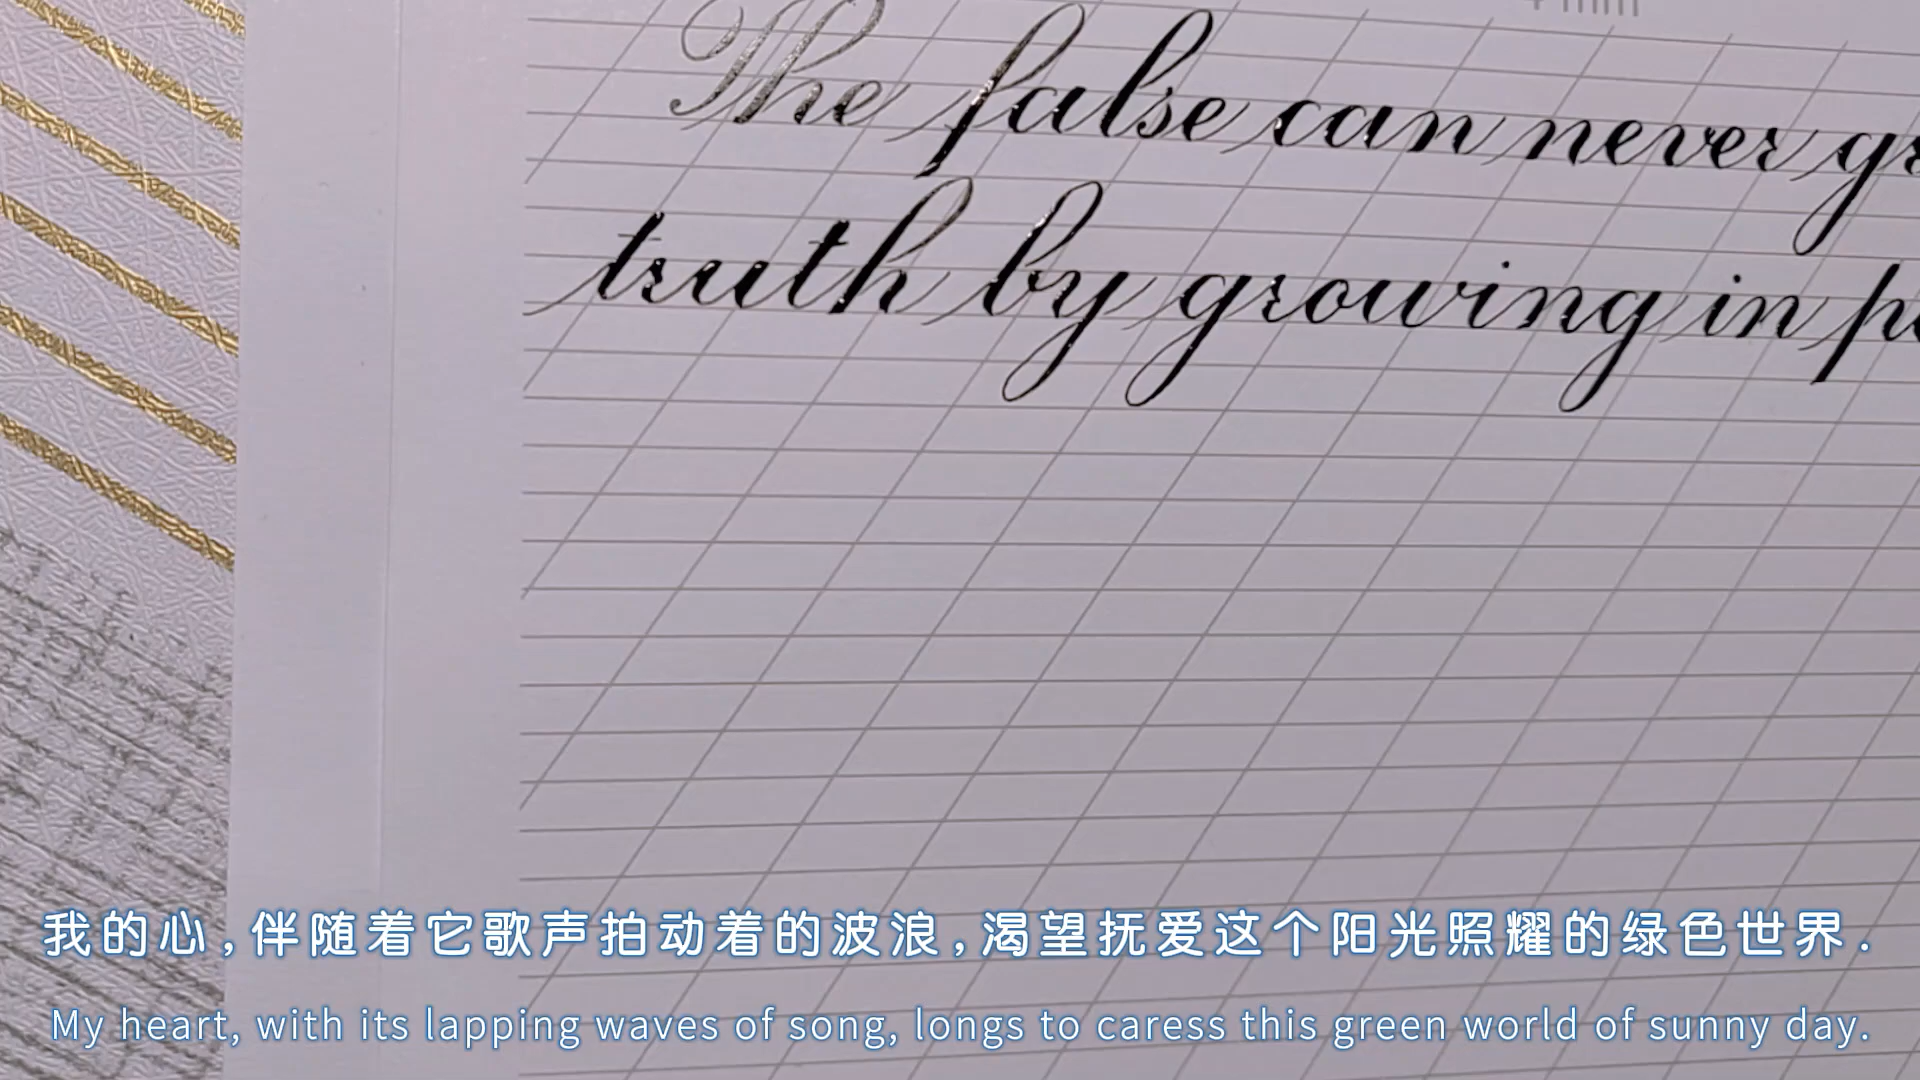 The false can never
truth by growing in
我的心,伴随着它歌声拍动着的波浪,渴望抚爱这个阳光照耀的绿色世界.
My heart, with its lapping waves of song, longs to caress this green world of sunny day.